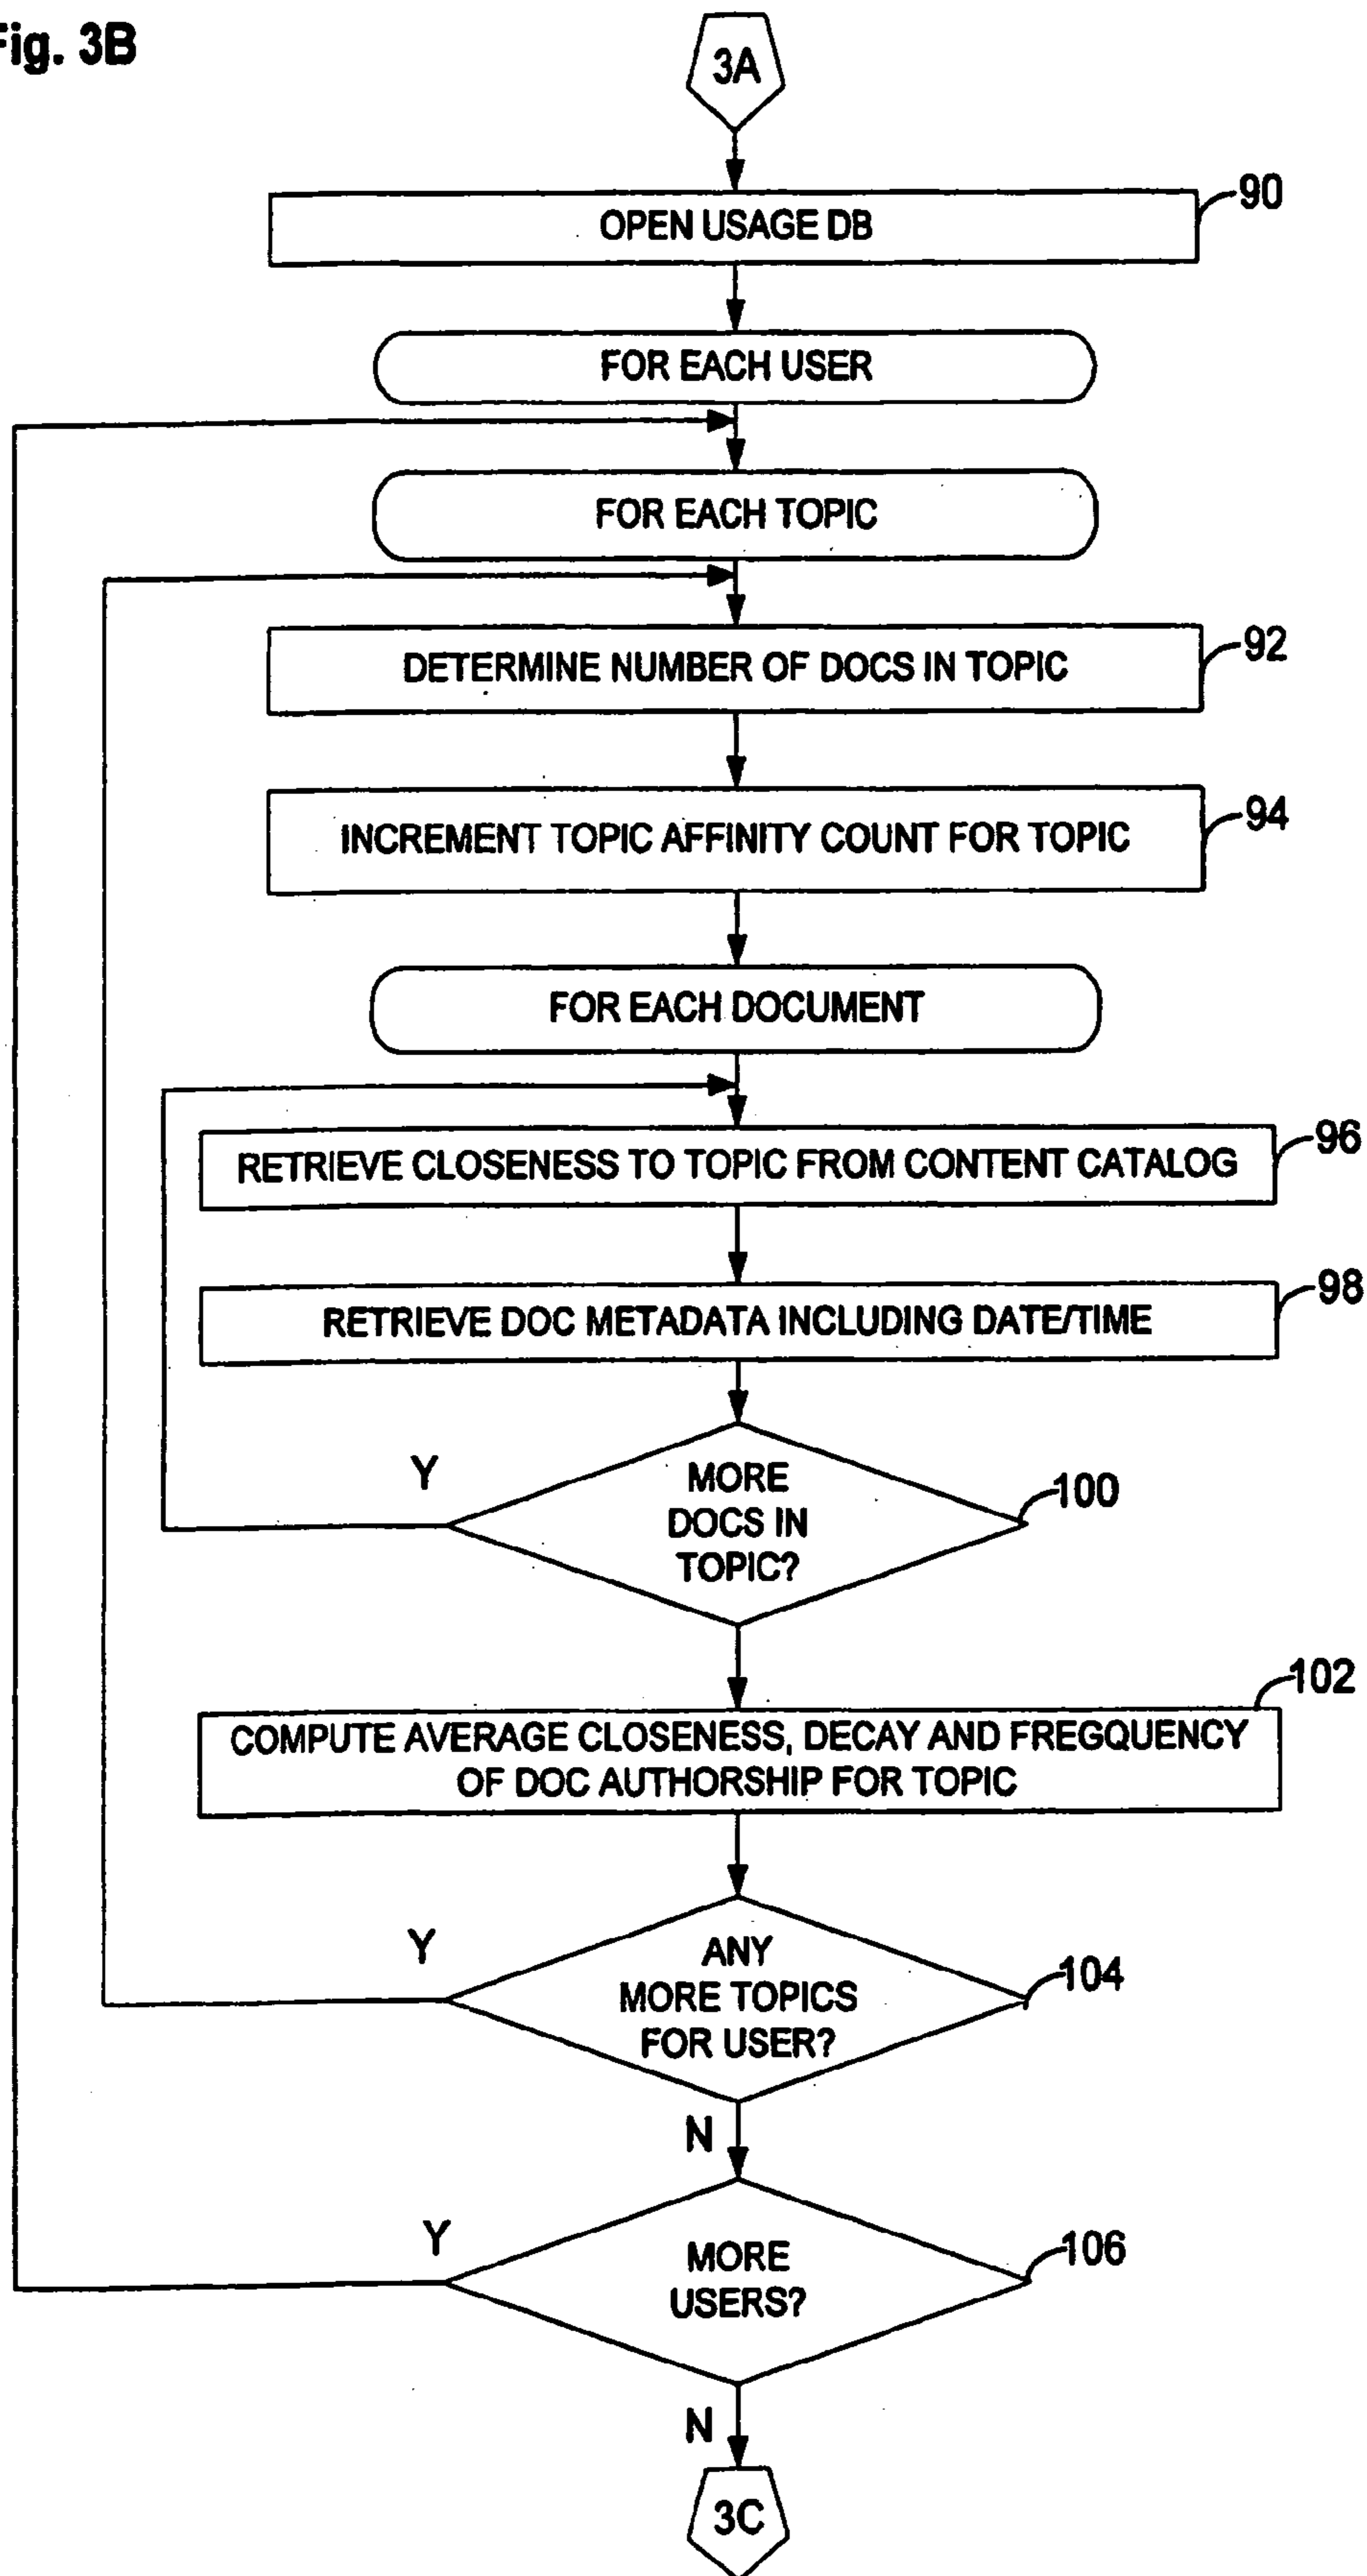 Fig. 3B
3A
OPEN USAGE DB
90
FOR EACH USER
FOR EACH TOPIC
DETERMINE NUMBER OF DOCS IN TOPIC
92
INCREMENT TOPIC AFFINITY COUNT FOR TOPIC
94
FOR EACH DOCUMENT
RETRIEVE CLOSENESS TO TOPIC FROM CONTENT CATALOG
96
RETRIEVE DOC METADATA INCLUDING DATE/TIME
98
Y
MORE
DOCS IN
TOPIC?
100
102
COMPUTE AVERAGE CLOSENESS, DECAY AND FREGQUENCY
OF DOC AUTHORSHIP FOR TOPIC
Y
ANY
MORE TOPICS
FOR USER?
104
N
Y
MORE
USERS?
106
N
3C